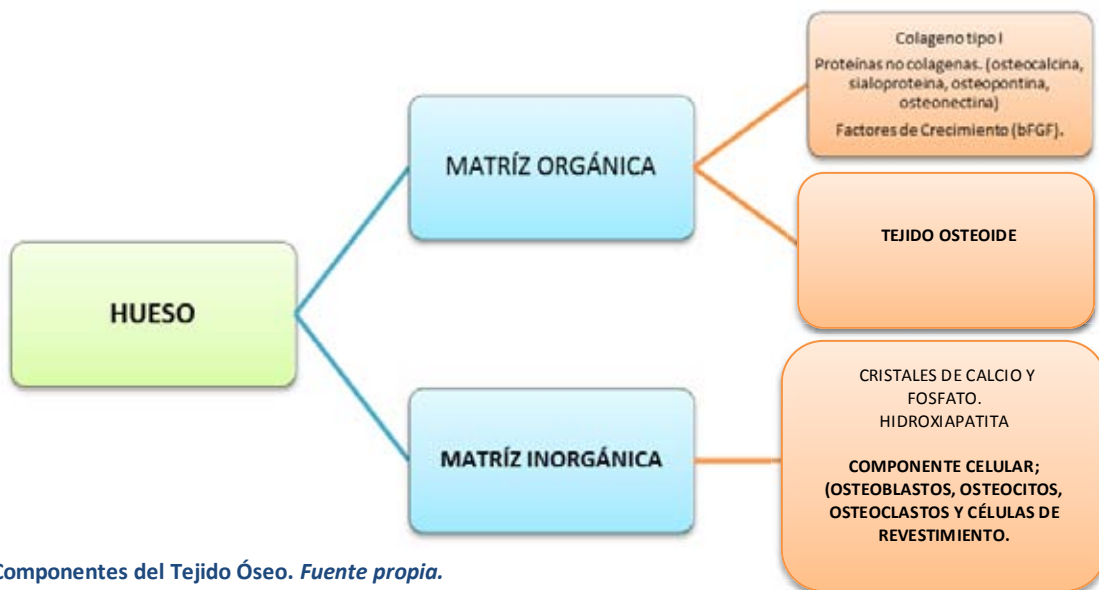 HUESO
MATRÍZ ORGÁNICA
Colageno tipo I
Proteínas no colagenas. (osteocalcina,
sialoproteina, osteopontina,
osteonectina)
Factores de Crecimiento (bFGF).
TEJIDO OSTEOIDE
MATRÍZ INORGÁNICA
CRISTALES DE CALCIO Y
FOSFATO.
HIDROXIAPATITA
COMPONENTE CELULAR;
(OSTEOBLASTOS, OSTEOCITOS,
OSTEOCLASTOS Y CÉLULAS DE
REVESTIMIENTO.
Componentes del Tejido Óseo. Fuente propia.